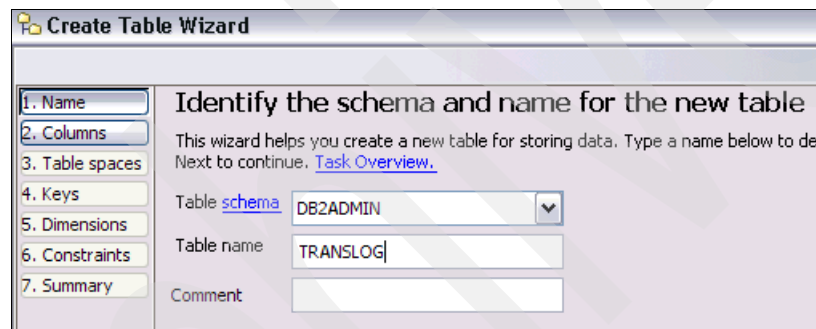 Create Table Wizard
1. Name
2. Columns
3. Table spaces
4. Keys
5. Dimensions
6. Constraints
7. Summary
Identify the schema and name for the new table
This wizard helps you create a new table for storing data. Type a name below to de
Next to continue. Task Overview.
Table schema DB2ADMIN
Table name TRANSLOG
Comment